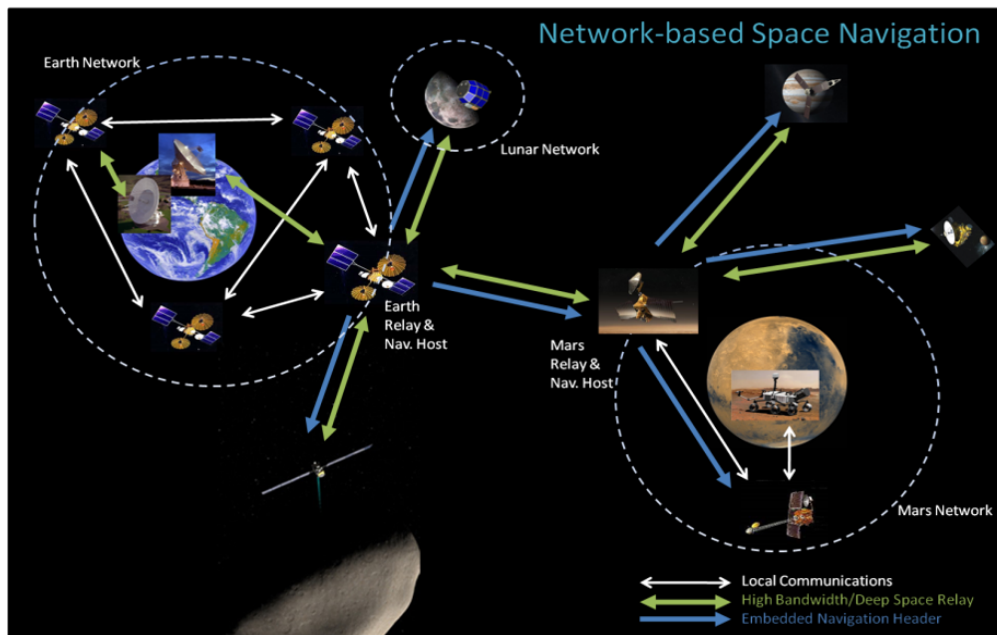 Network-based Space Navigation
Earth Network
Lunar Network
Earth
Relay &
Nav. Host
Mars
Relay &
Nav. Host
Mars Network
Local Communications
High Bandwidth/Deep Space Relay
Embedded Navigation Header